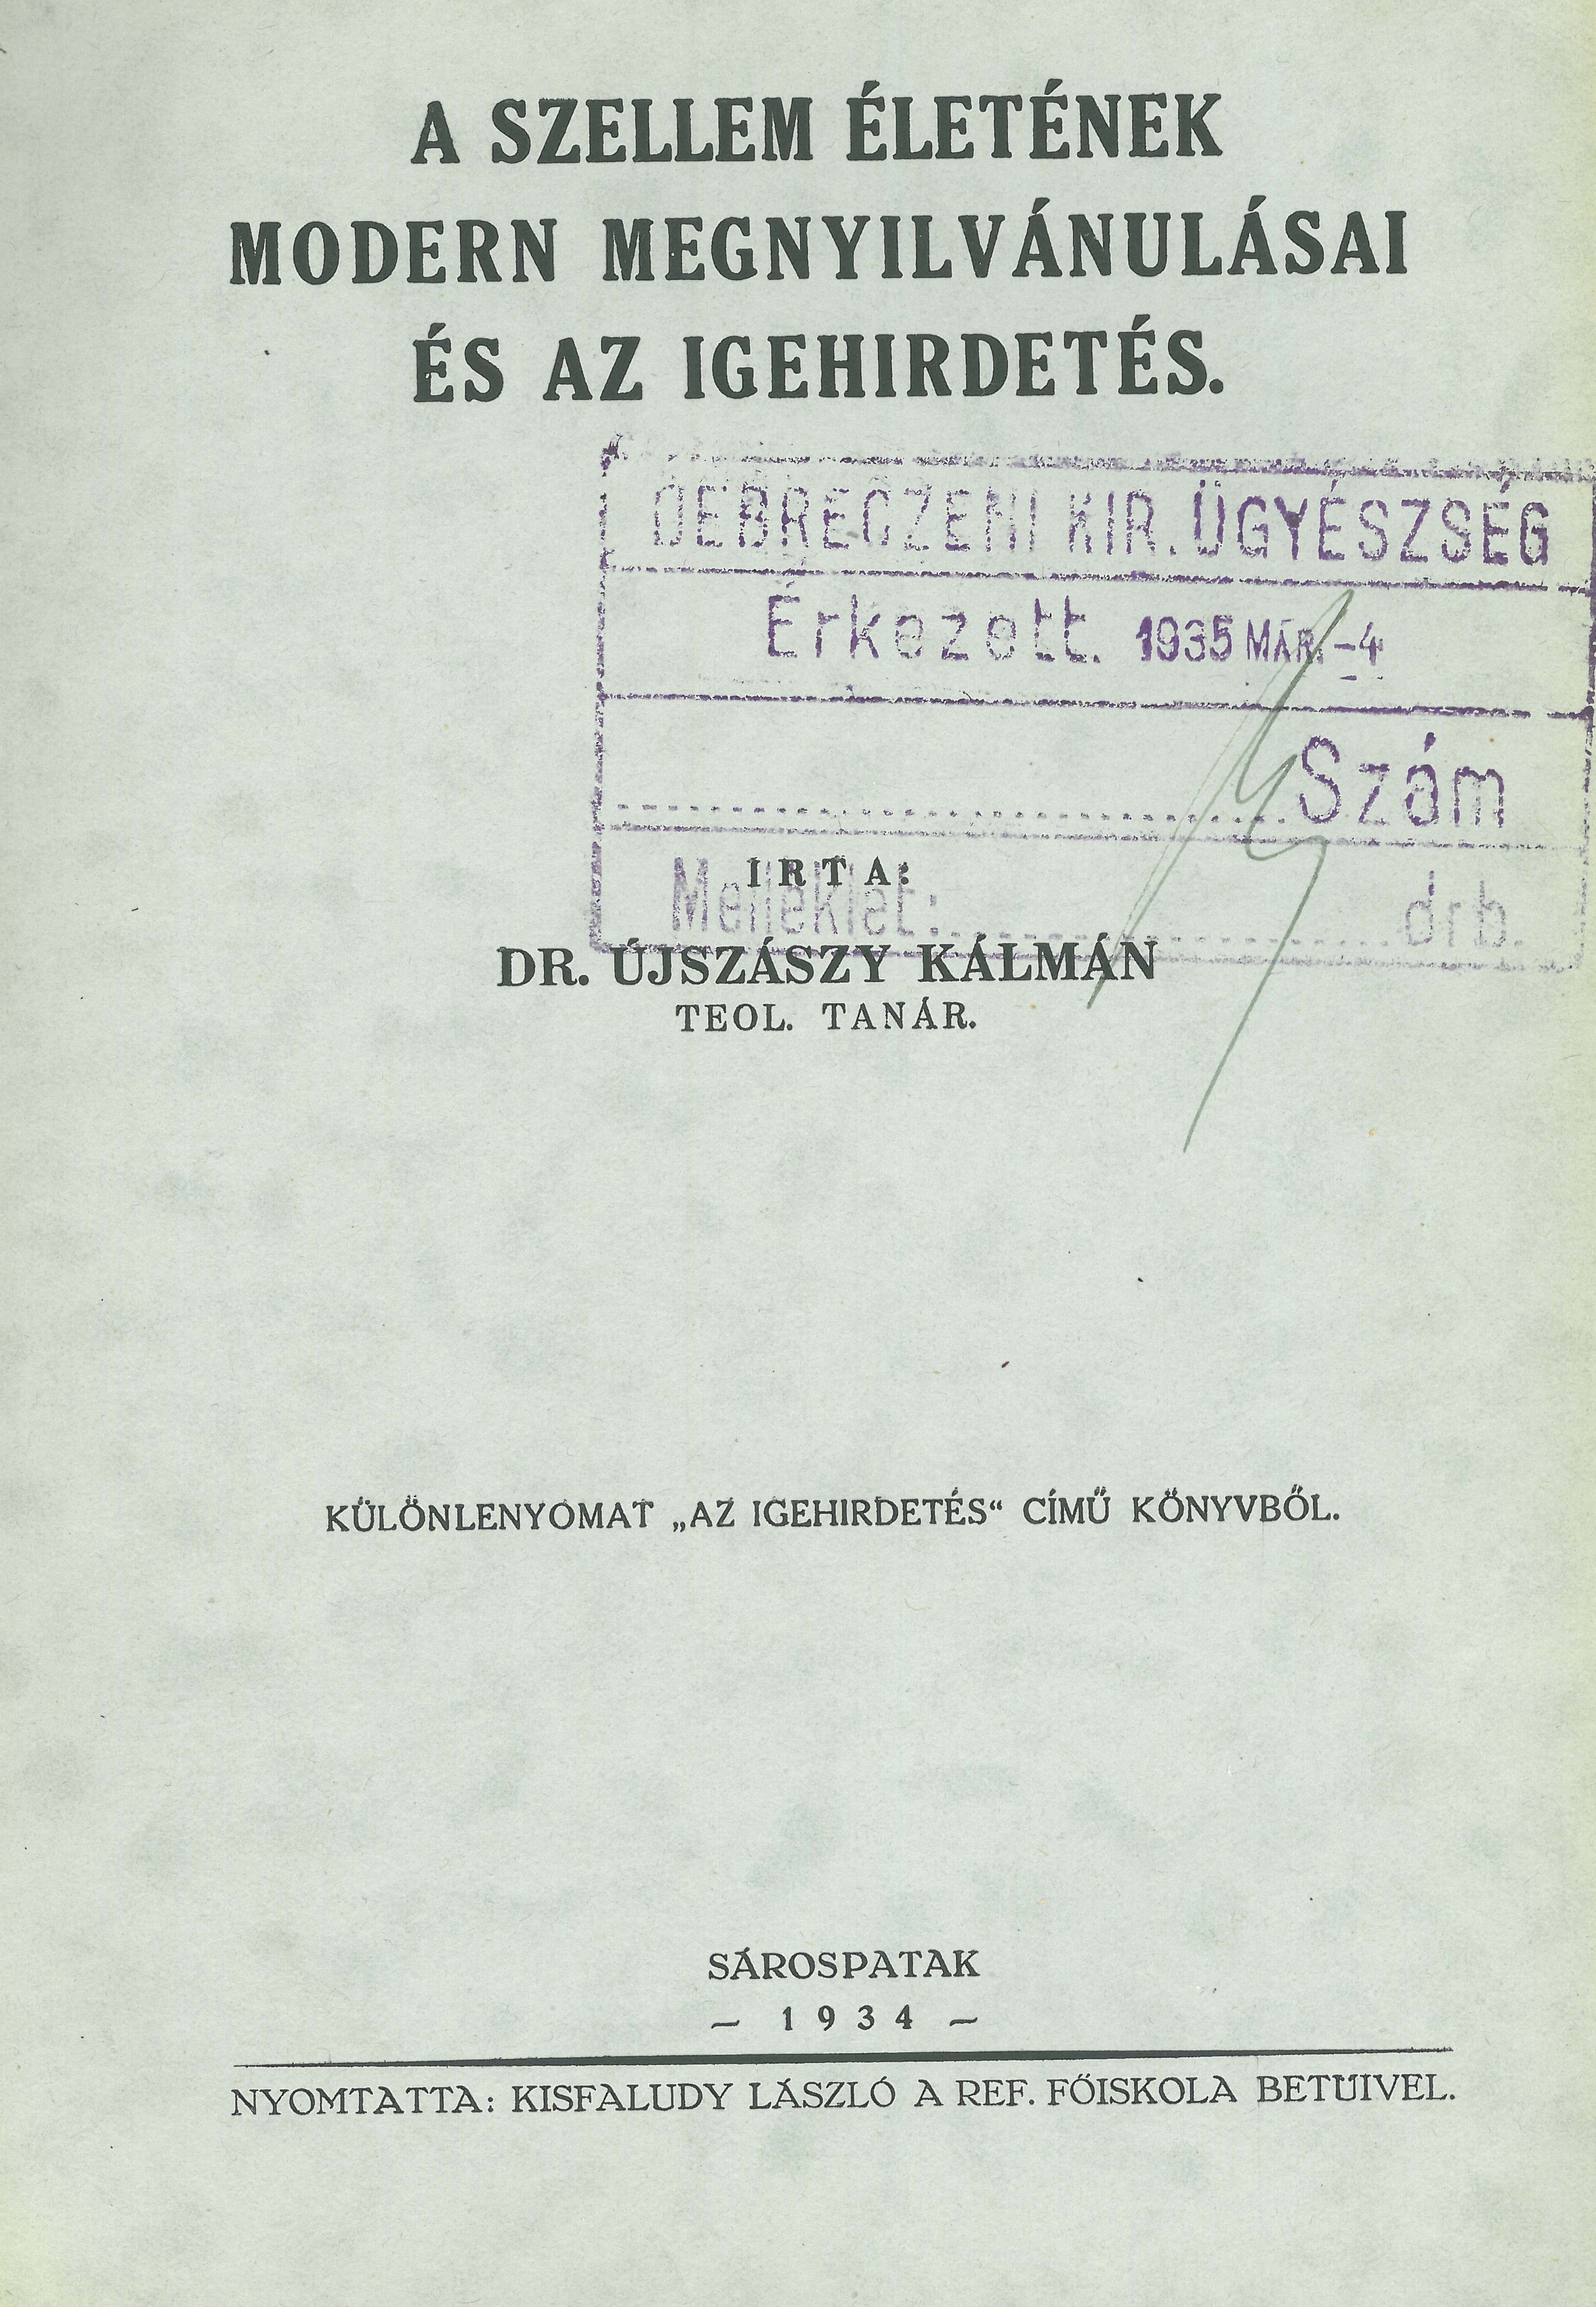 A SZELLEM ÉLETÉNEK
MODERN MEGNYILVÁNULÁSAI
ÉS AZ IGEHIRDETÉS.
DEBRECZENI KIR. ÜGYÉSZSÉG
Érkezett. 1935 MÁR. -4
Szám
IRTA:
Melléklet: drb.
DR. ÚJSZÁSZY KÁLMÁN
TEOL. TANÁR.
KÜLÖNLENYOMAT „AZ IGEHIRDETÉS“ CÍMŰ KÖNYVBŐL.
SÁROSPATAK
– 1934 –
NYOMTATTA: KISFALUDY LÁSZLÓ A REF. FŐISKOLA BETUIVEL.